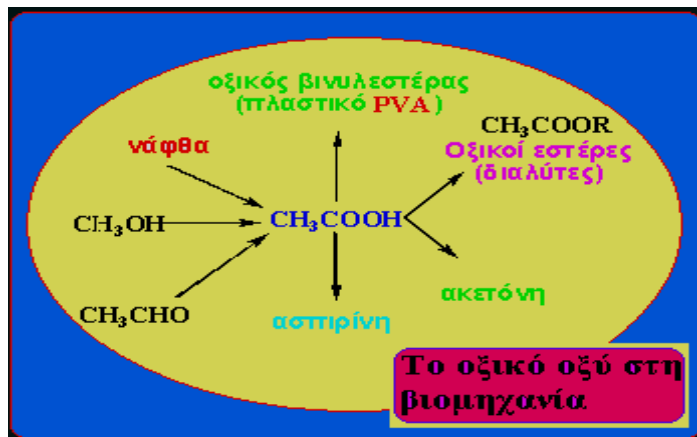 οξικός βινυλεστέρας
(πλαστικό PVA)
CH₃COOR
Οξικοί εστέρες
(διαλύτες)
νάφθα
CH₃OH
CH₃COOH
CH₃CHO
ασπιρίνη
ακετόνη
Το οξικό οξύ στη
βιομηχανία